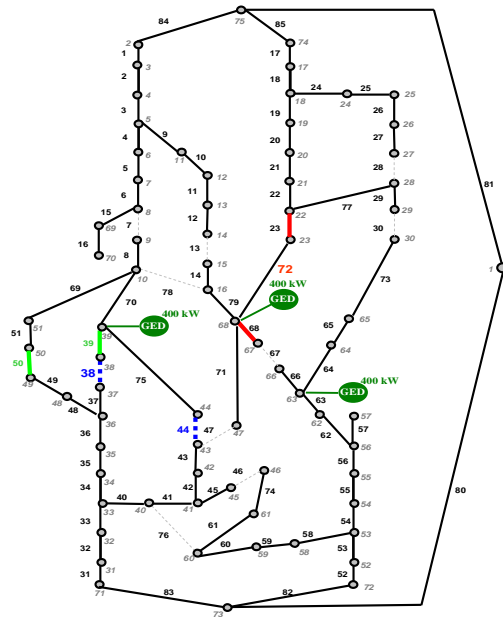 84 75 85
2 74
1 17
3 17
2 18 24 25
4 18 24 25
3 19 26
5 9 19 26
4 10 20 27
6 11 20 27
5 12 21 28
7 11 21 28
6 13 22 77 29
15 8 12 22 29 81
69 7 14 23 30
16 9 13 23 30
70 8 15 72 73
10 14 400 kW 1
69 78 16 79 GED
70 400 kW 68 65
51 GED 68 65
51 39 67 64
50 39 67 64
50 38 66 400 kW
38 38 75 71 66 GED
49 49 37 63 63
48 37 44 62 57
48 36 44 47 47 62 57
36 43 56
35 43 46 56
35 42 46 55
34 42 45 74 55
34 40 41 45 54
33 40 41 61 54
33 76 61 58 53
32 60 59 53
32 60 59 58 52
31 52
31 82 72
71 83 73 80